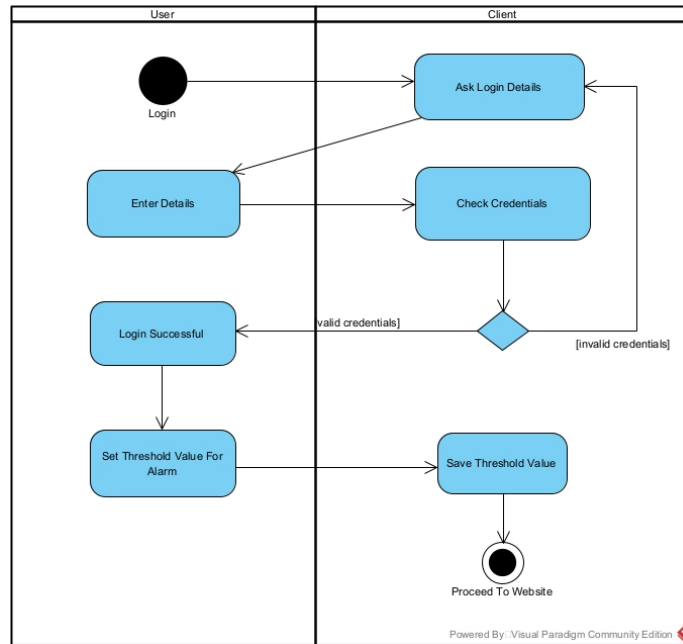 User
Client
Login
Ask Login Details
Enter Details
Check Credentials
Login Successful
valid credentials]
[invalid credentials]
Set Threshold Value For
Alarm
Save Threshold Value
Proceed To Website
Powered By Visual Paradigm Community Edition